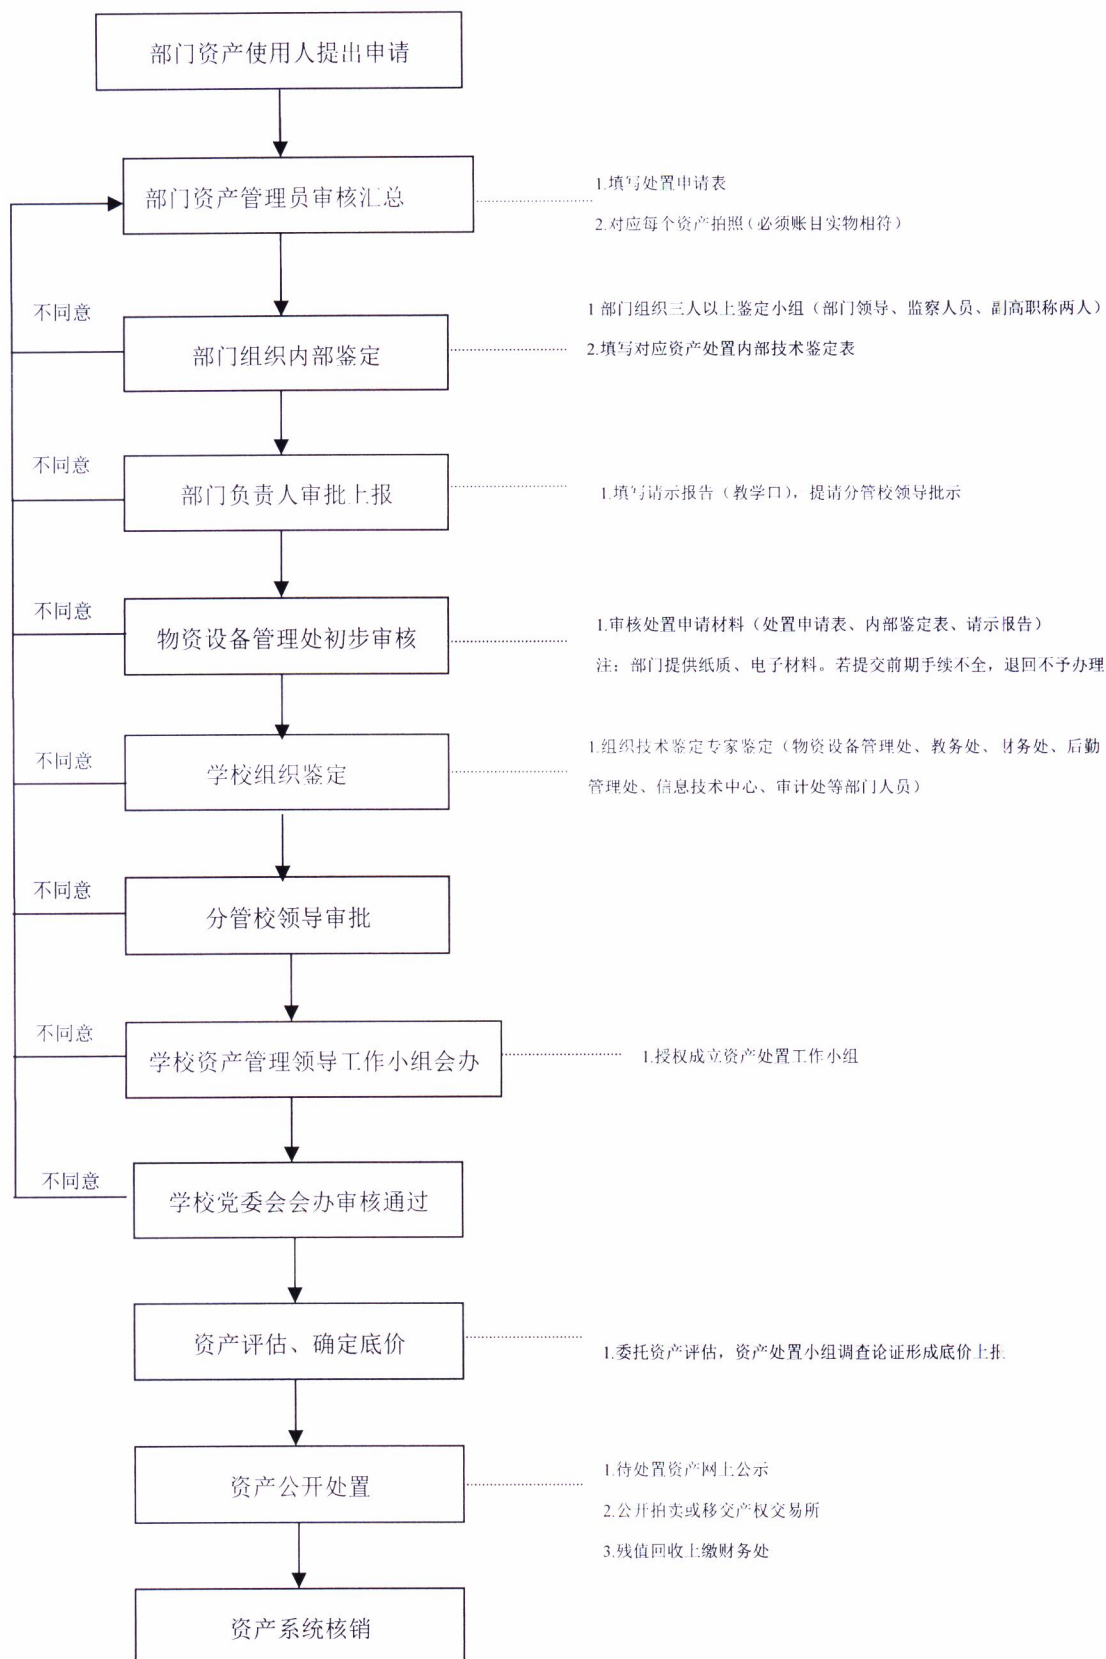 部门资产使用人提出申请
部门资产管理员审核汇总
1.填写处置申请表
2.对应每个资产拍照（必须账目实物相符）
不同意
部门组织内部鉴定
1 部门组织三人以上鉴定小组（部门领导、监察人员、副高职称两人）
2.填写对应资产处置内部技术鉴定表
不同意
部门负责人审批上报
1.填写请示报告（教学口），提请分管校领导批示
不同意
物资设备管理处初步审核
1.审核处置申请材料（处置申请表、内部鉴定表、请示报告）
注：部门提供纸质、电子材料。若提交前期手续不全，退回不予办理
不同意
学校组织鉴定
1.组织技术鉴定专家鉴定（物资设备管理处、教务处、财务处、后勤
管理处、信息技术中心、审计处等部门人员）
不同意
分管校领导审批
不同意
学校资产管理领导工作小组会办
1.授权成立资产处置工作小组
不同意
学校党委会会办审核通过
资产评估、确定底价
1.委托资产评估，资产处置小组调查论证形成底价上报
资产公开处置
1.待处置资产网上公示
2.公开拍卖或移交产权交易所
3.残值回收上缴财务处
资产系统核销